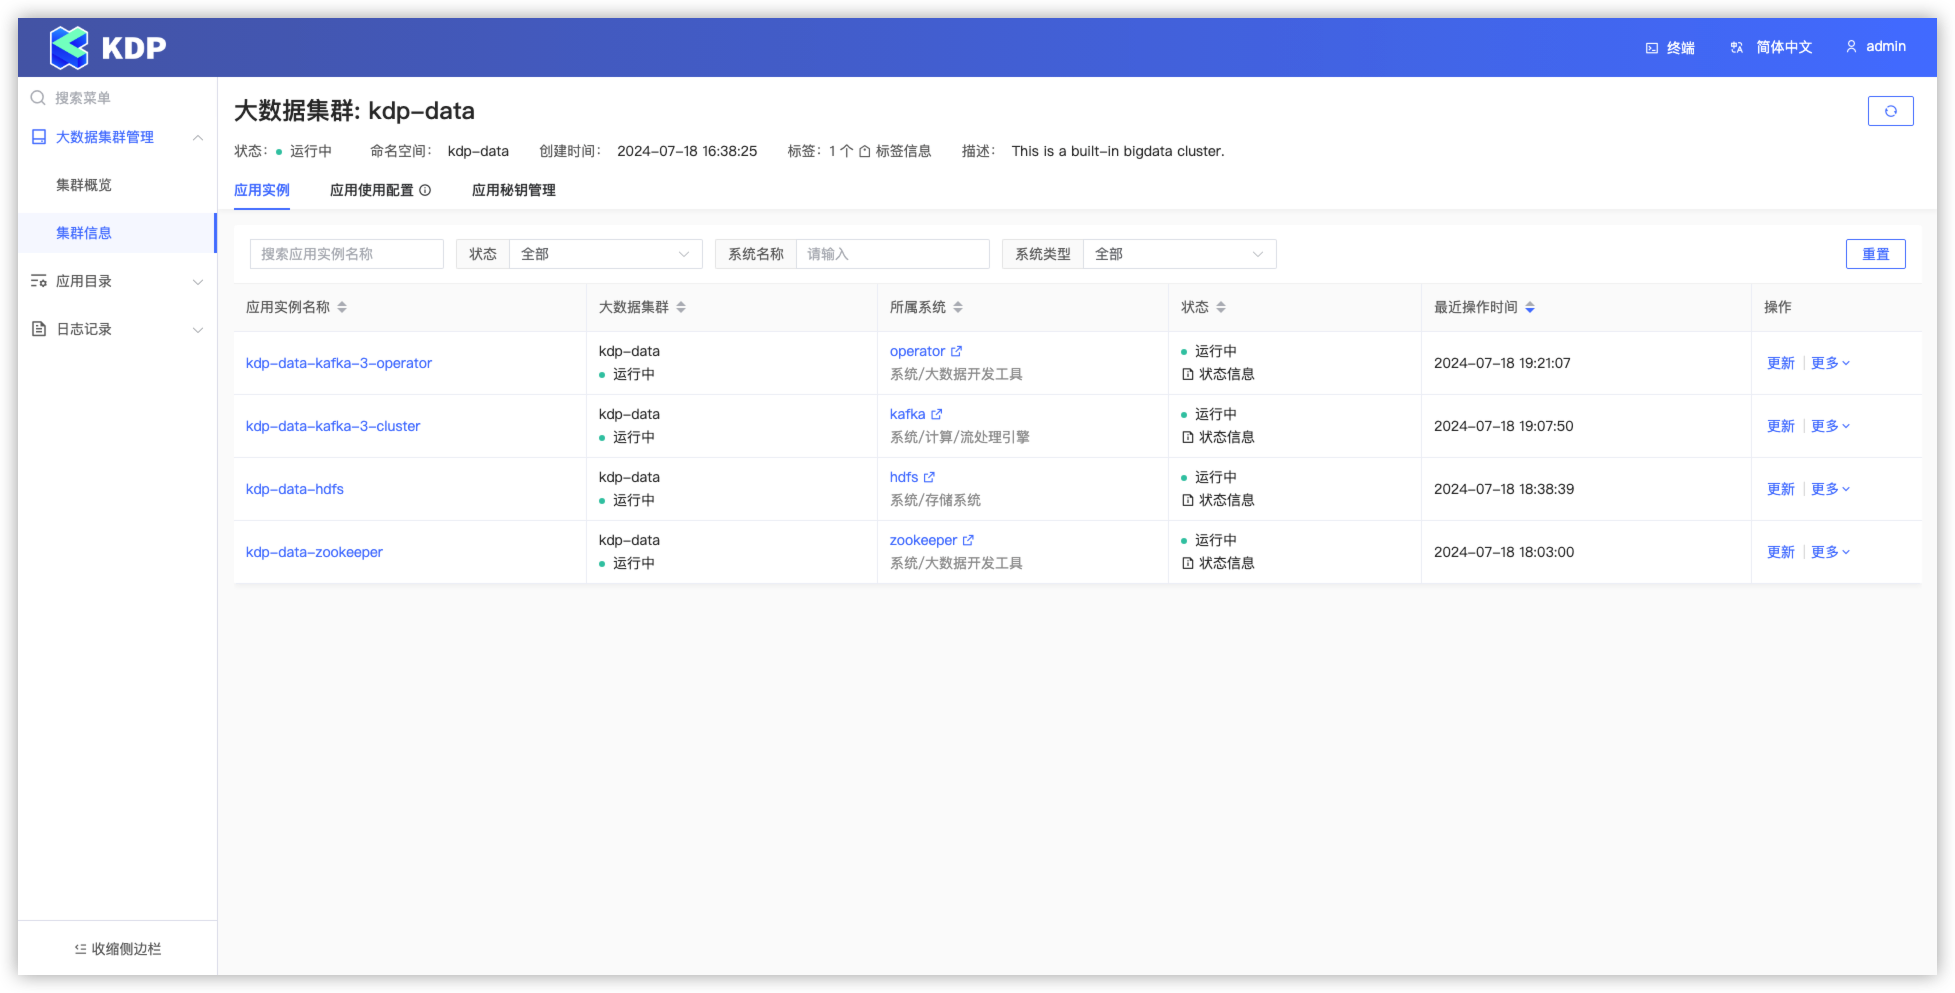 KDP
终端 简体中文 admin
搜索菜单
大数据集群管理
集群概览
集群信息
应用目录
日志记录
收缩侧边栏
大数据集群: kdp-data
状态: 运行中 命名空间: kdp-data 创建时间: 2024-07-18 16:38:25 标签: 1 个 标签信息 描述: This is a built-in bigdata cluster.
应用实例 应用使用配置 应用秘钥管理
搜索应用实例名称 状态 全部 系统名称 请输入 系统类型 全部 重置
应用实例名称 大数据集群 所属系统 状态 最近操作时间 操作
kdp-data-kafka-3-operator kdp-data operator 运行中 2024-07-18 19:21:07 更新 更多
运行中 系统/大数据开发工具 状态信息
kdp-data-kafka-3-cluster kdp-data kafka 运行中 2024-07-18 19:07:50 更新 更多
运行中 系统/计算/流处理引擎 状态信息
kdp-data-hdfs kdp-data hdfs 运行中 2024-07-18 18:38:39 更新 更多
运行中 系统/存储系统 状态信息
kdp-data-zookeeper kdp-data zookeeper 运行中 2024-07-18 18:03:00 更新 更多
运行中 系统/大数据开发工具 状态信息